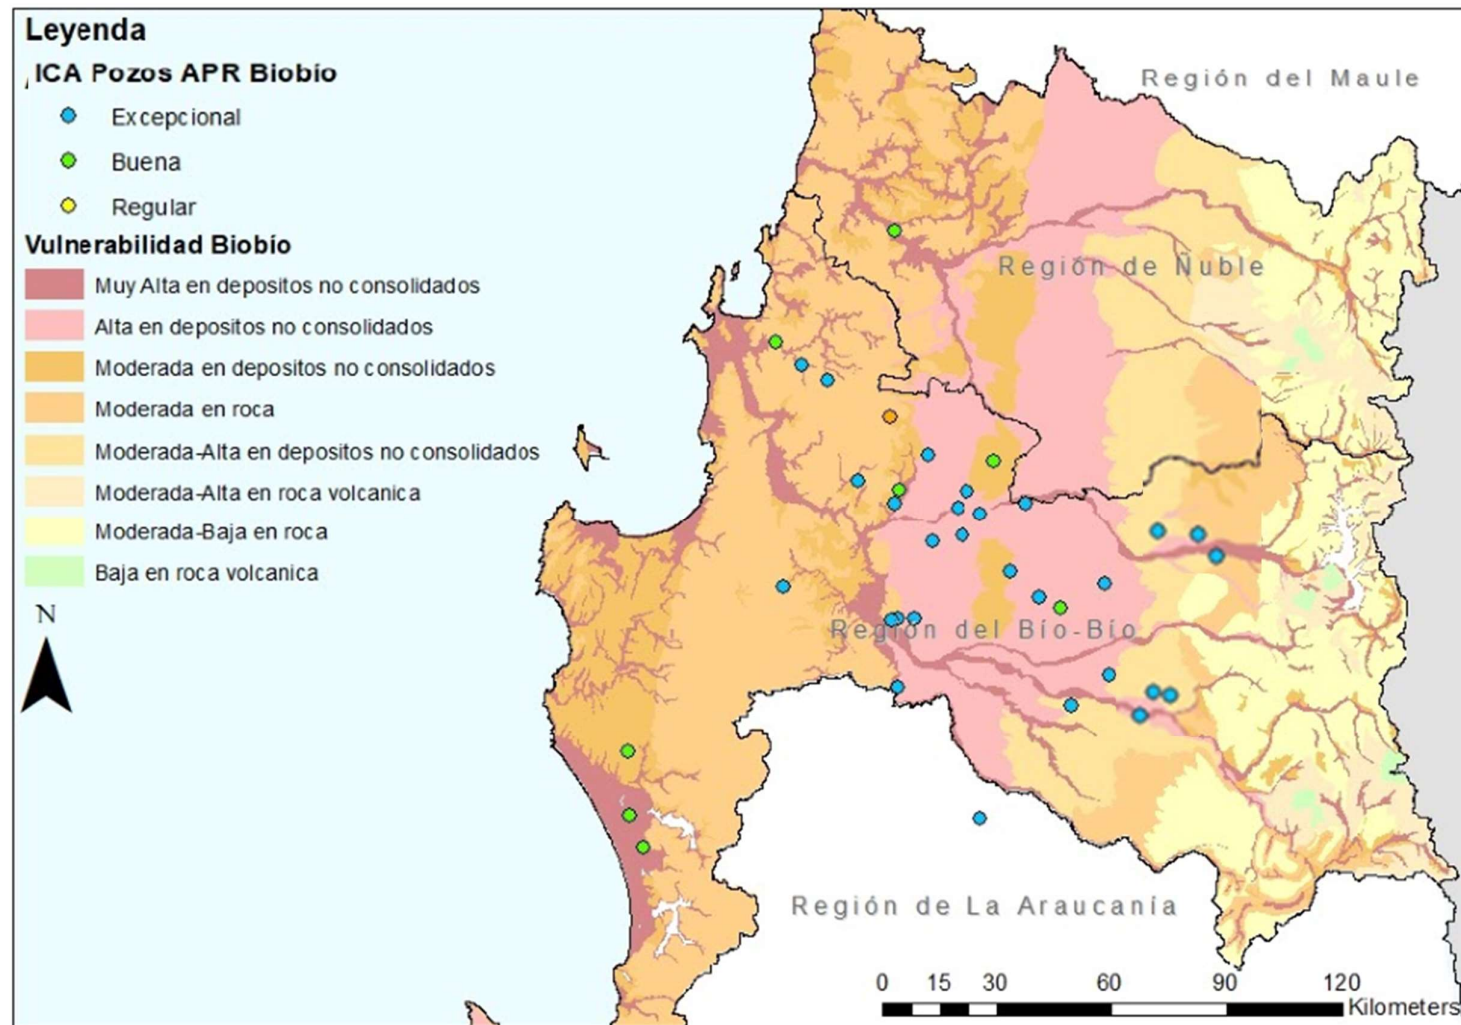 Leyenda
ICA Pozos APR Biobío
Excepcional
Buena
Regular
Vulnerabilidad Biobío
Muy Alta en depositos no consolidados
Alta en depositos no consolidados
Moderada en depositos no consolidados
Moderada en roca
Moderada-Alta en depositos no consolidados
Moderada-Alta en roca volcanica
Moderada-Baja en roca
Baja en roca volcanica
N
Región del Maule
Región de Ñuble
Región del Bío-Bío
Región de La Araucanía
0 15 30 60 90 120
Kilometers